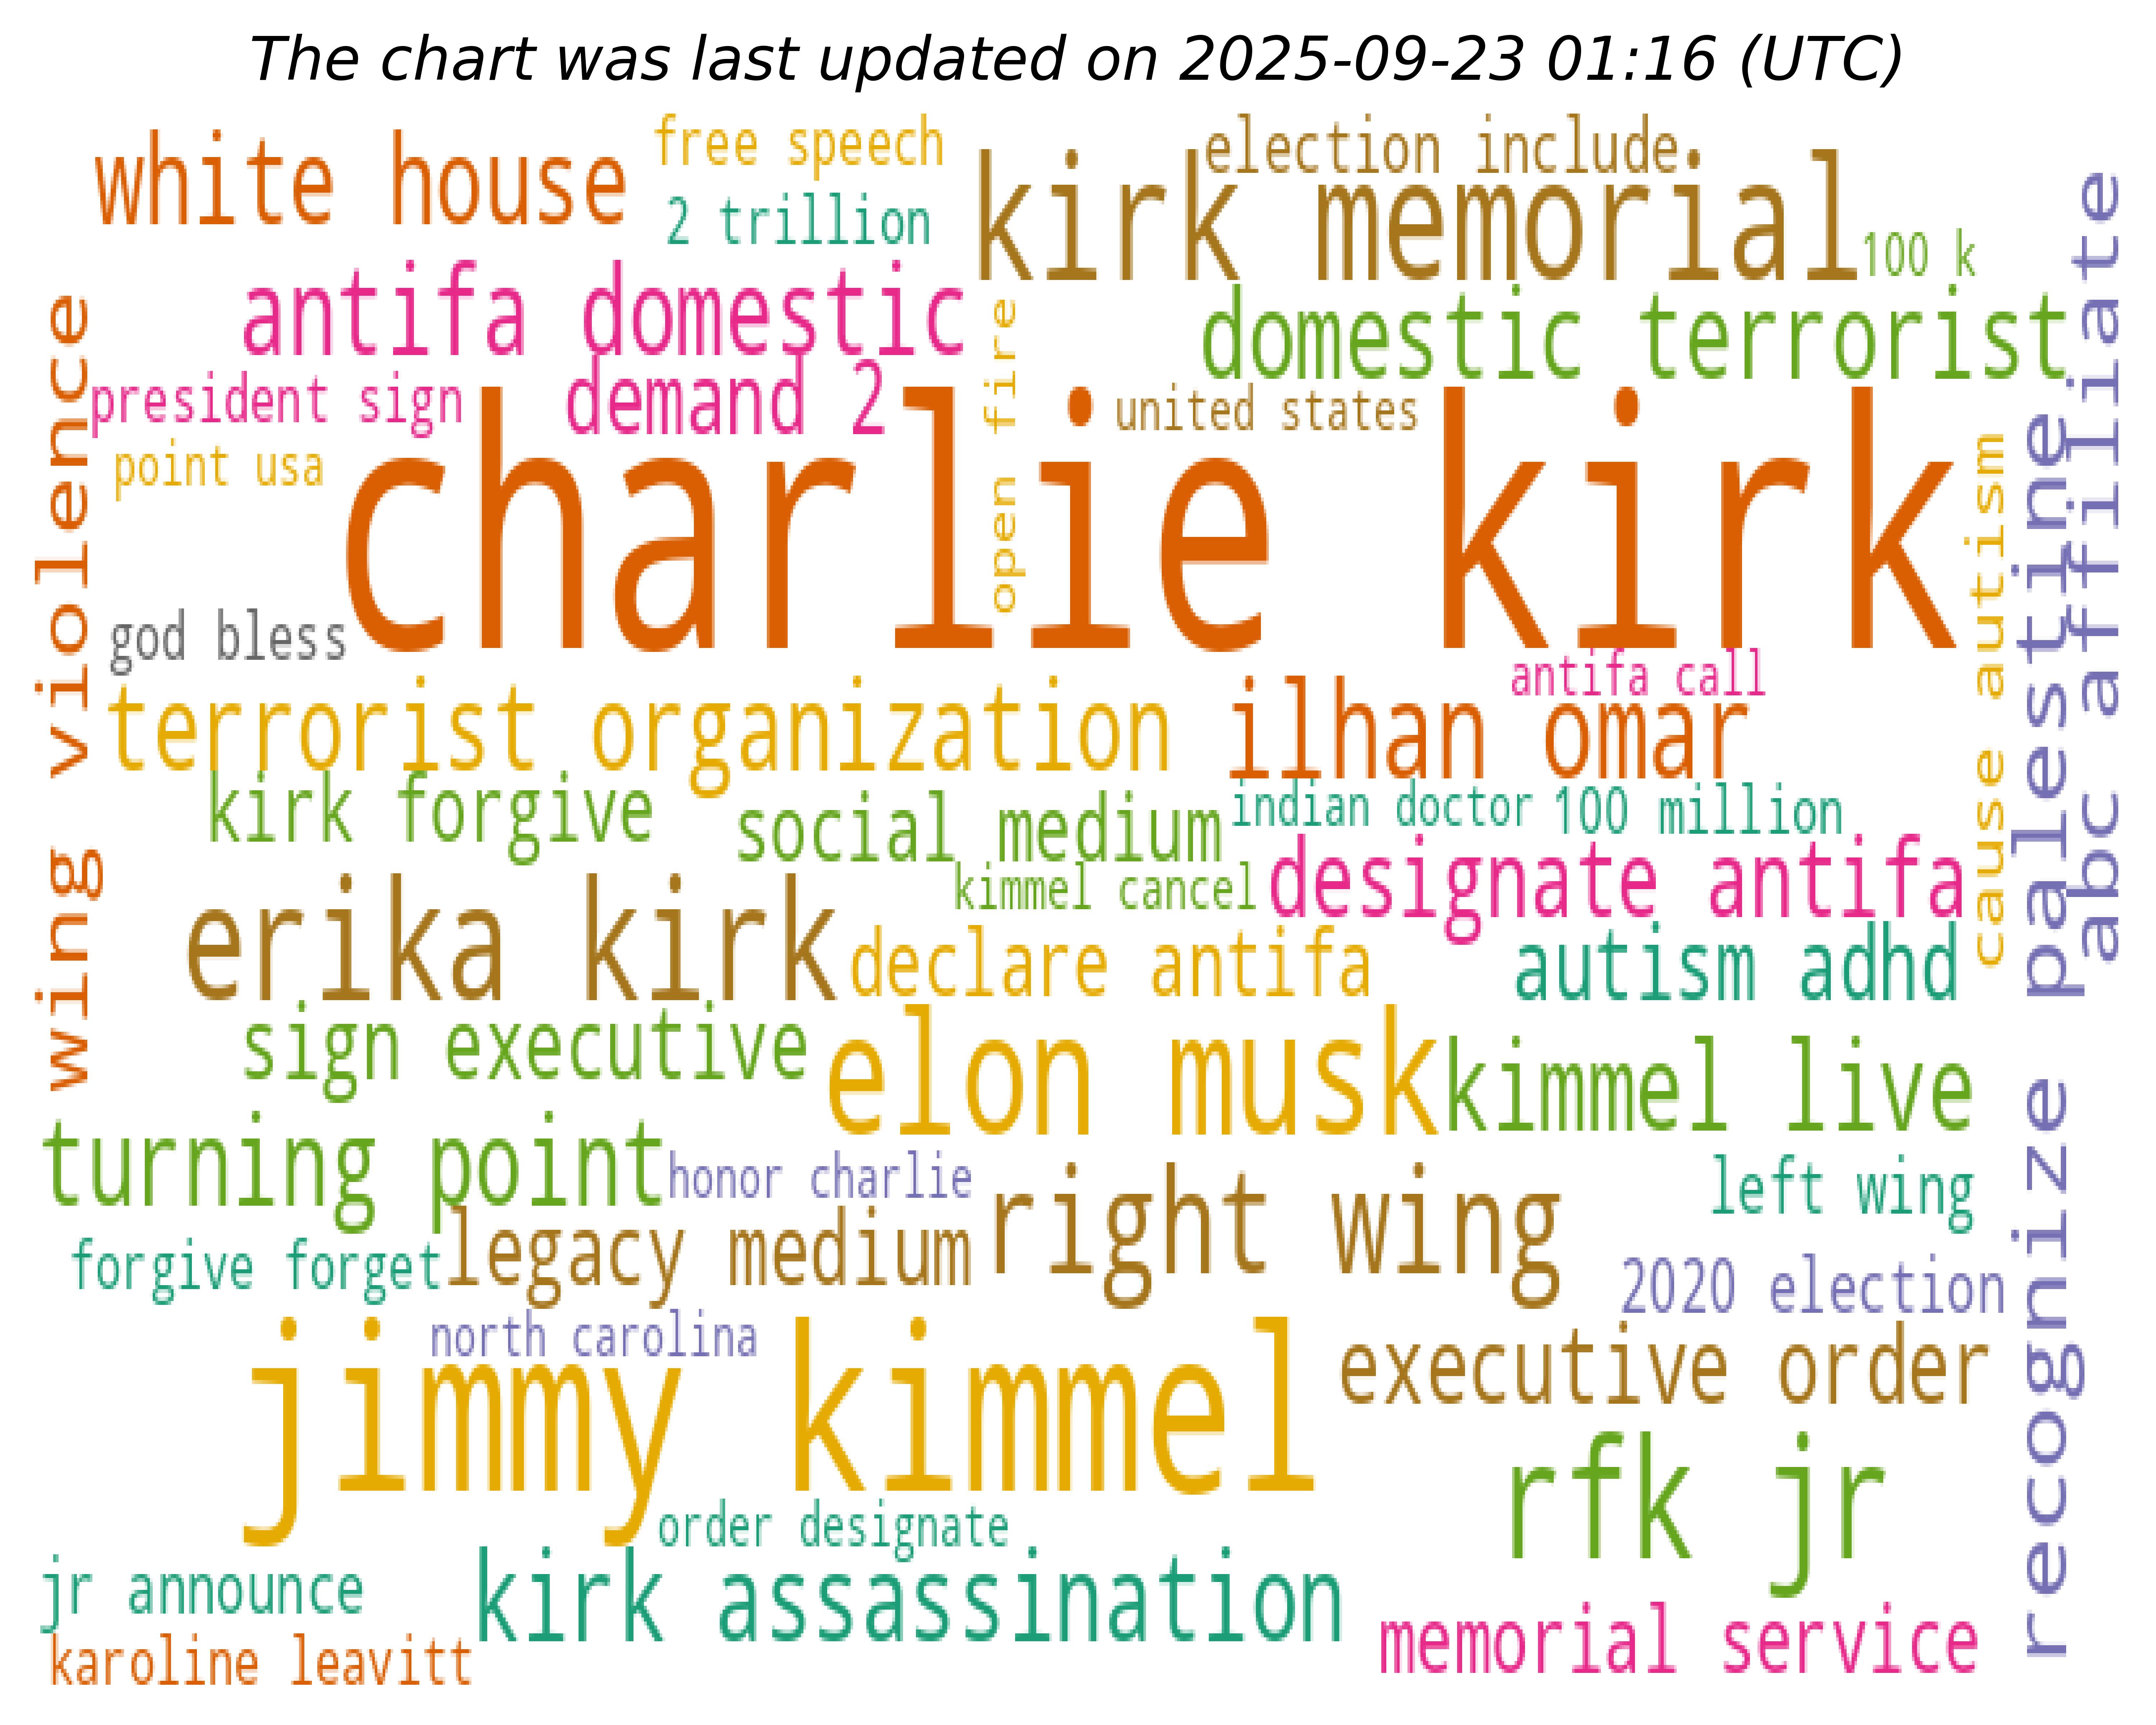 The chart was last updated on 2025-09-23 01:16 (UTC)
white house
free speech
election include
2 trillion
kirk memorial
100 k
abc affiliate
antifa domestic
open fire
domestic terrorist
wing violence
president sign
demand 2
united states
point usa
charlie kirk
cause autism
recognize palestine
god bless
antifa call
terrorist organization
ilhan omar
kirk forgive
social medium
indian doctor
100 million
kimmel cancel
designate antifa
erika kirk
declare antifa
autism adhd
sign executive
elon musk
kimmel live
turning point
honor charlie
right wing
left wing
forgive forget
legacy medium
2020 election
north carolina
jimmy kimmel
executive order
rfk jr
order designate
jr announce
kirk assassination
memorial service
karoline leavitt